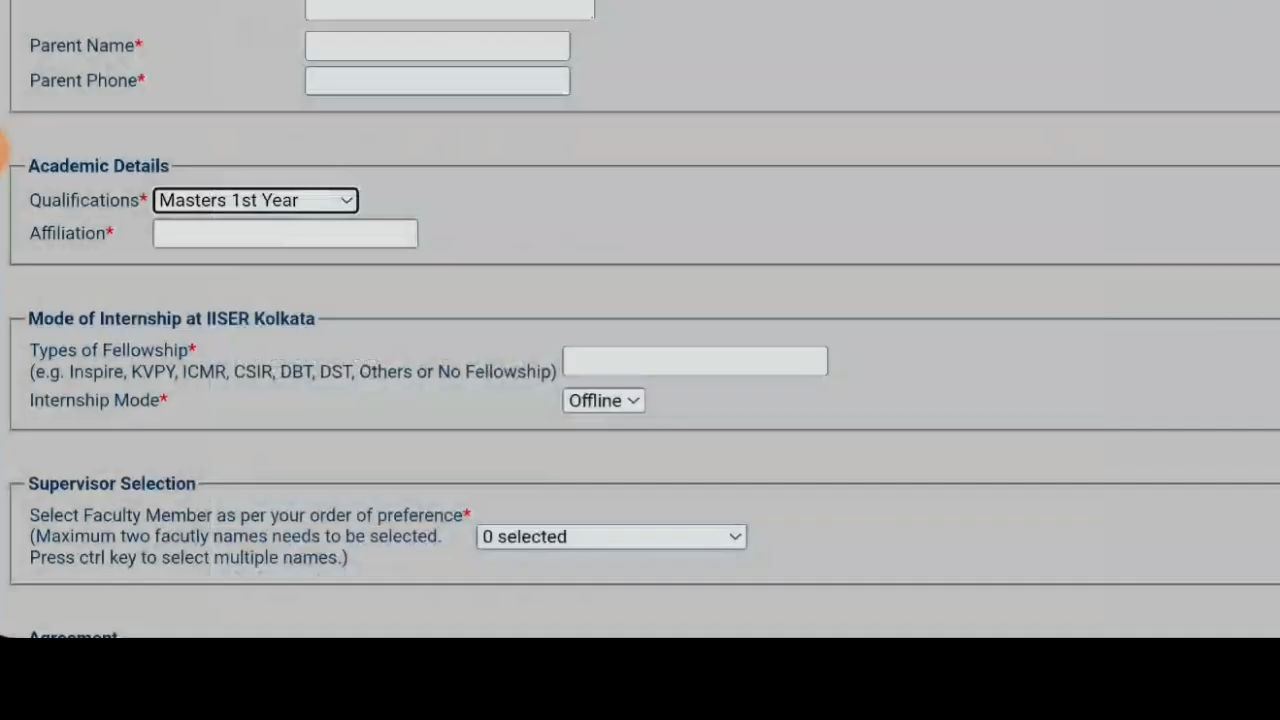 Parent Name*
Parent Phone*
Academic Details
Qualifications* Masters 1st Year
Affiliation*
Mode of Internship at IISER Kolkata
Types of Fellowship*
(e.g. Inspire, KVPY, ICMR, CSIR, DBT, DST, Others or No Fellowship)
Internship Mode* Offline
Supervisor Selection
Select Faculty Member as per your order of preference*
(Maximum two facutly names needs to be selected. 0 selected
Press ctrl key to select multiple names.)
Agreement